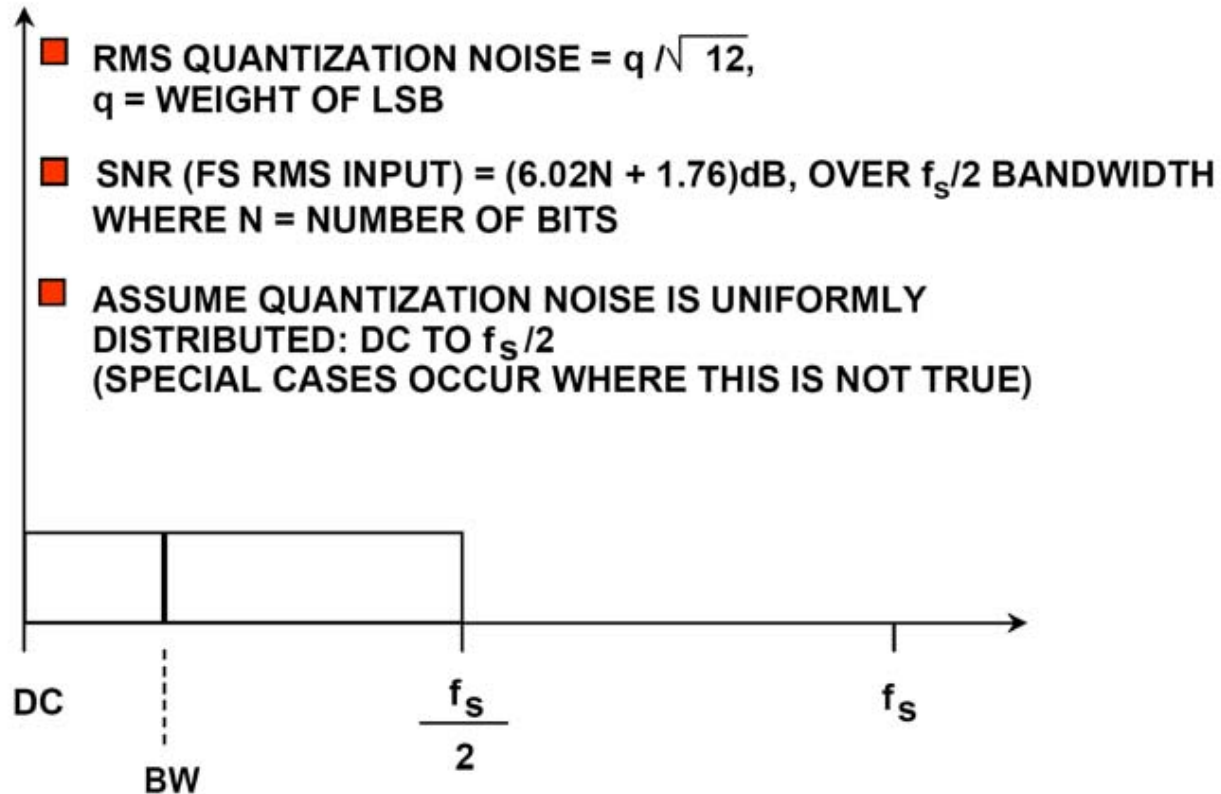 RMS QUANTIZATION NOISE = q /√ 12,
q = WEIGHT OF LSB
SNR (FS RMS INPUT) = (6.02N + 1.76)dB, OVER fs/2 BANDWIDTH
WHERE N = NUMBER OF BITS
ASSUME QUANTIZATION NOISE IS UNIFORMLY
DISTRIBUTED: DC TO fs/2
(SPECIAL CASES OCCUR WHERE THIS IS NOT TRUE)
DC
BW
fs
2
fs